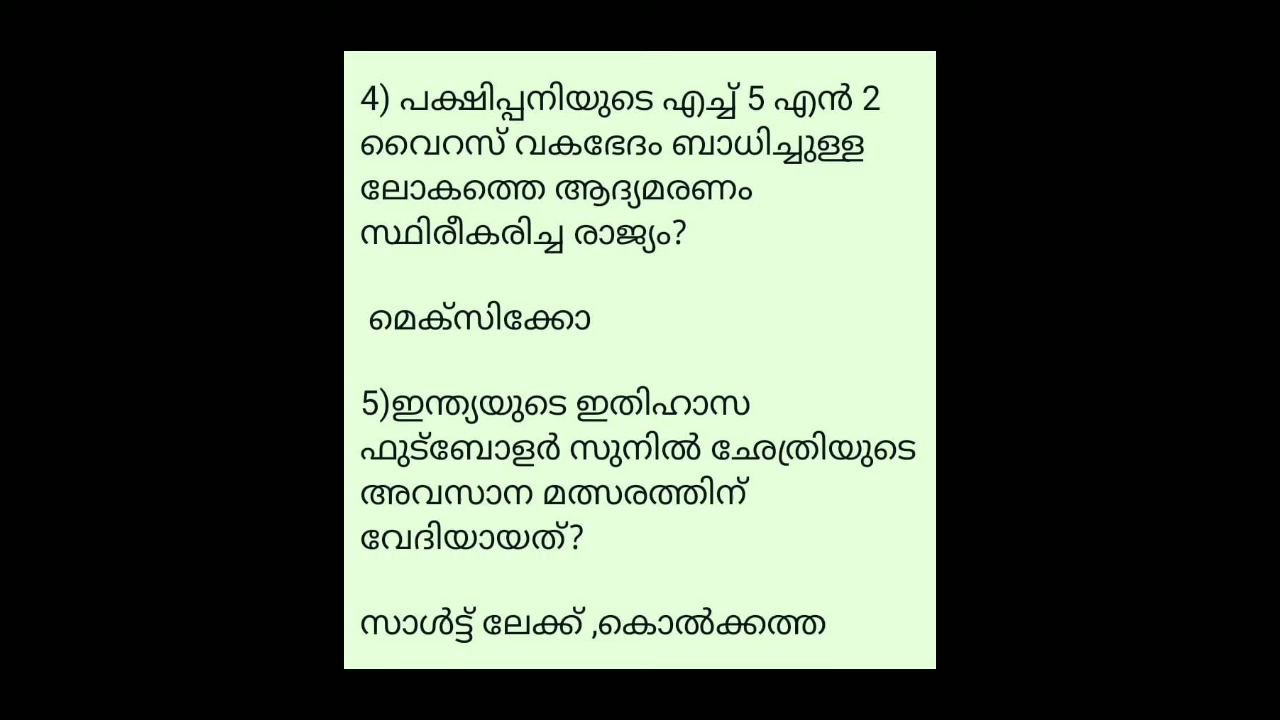 4) പക്ഷിപ്പനിയുടെ എച്ച് 5 എൻ 2
വൈറസ് വകഭേദം ബാധിച്ചുള്ള
ലോകത്തെ ആദ്യമരണം
സ്ഥിരീകരിച്ച രാജ്യം?
മെക്സിക്കോ
5)ഇന്ത്യയുടെ ഇതിഹാസ
ഫുട്ബോളർ സുനിൽ ഛേത്രിയുടെ
അവസാന മത്സരത്തിന്
വേദിയായത്?
സാൾട്ട് ലേക്ക് ,കൊൽക്കത്ത